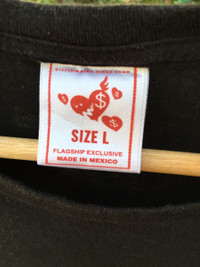 $
SIZE L
FLAGSHIP EXCLUSIVE
MADE IN MEXICO